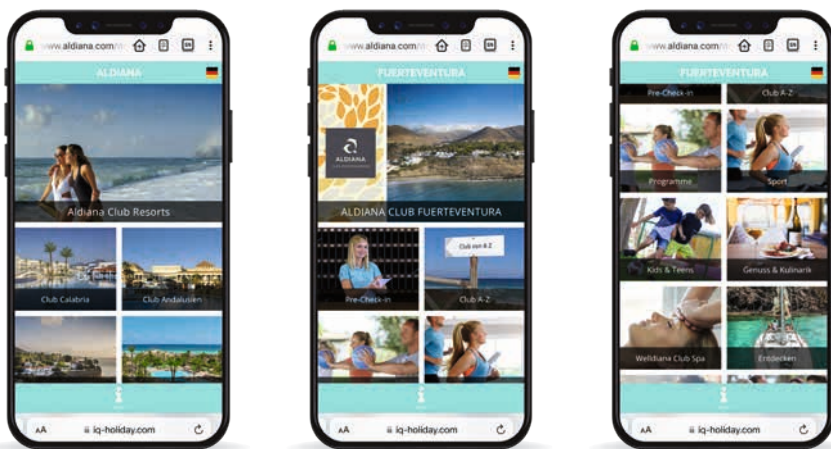 www.aldiana.com/
ALDIANA
Aldiana Club Resorts
Club Calabria
Club Andalusien
AA
iq-holiday.com
www.aldiana.com/
FUERTEVENTURA
ALDIANA
ALDIANA CLUB FUERTEVENTURA
Club von A-Z
Pre-Check-in
Club A-Z
AA
iq-holiday.com
www.aldiana.com/
FUERTEVENTURA
Pre-Check-in
Club A-Z
Programme
Sport
Kids & Teens
Genuss & Kulinarik
Welldiana Club Spa
Entdecken
AA
iq-holiday.com